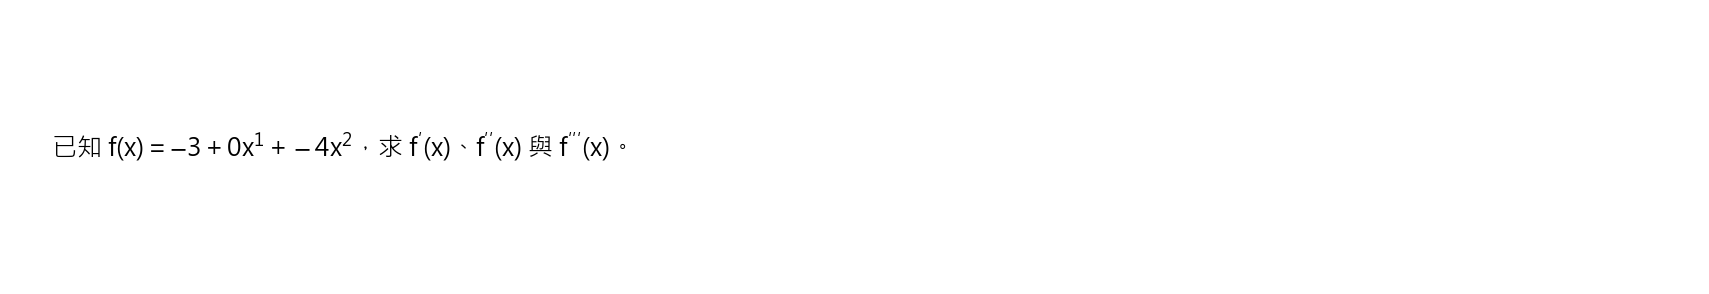 已知 f(x) = −3 + 0x¹ + −4x²，求 f′(x)、f′′(x) 與 f′′′(x)。